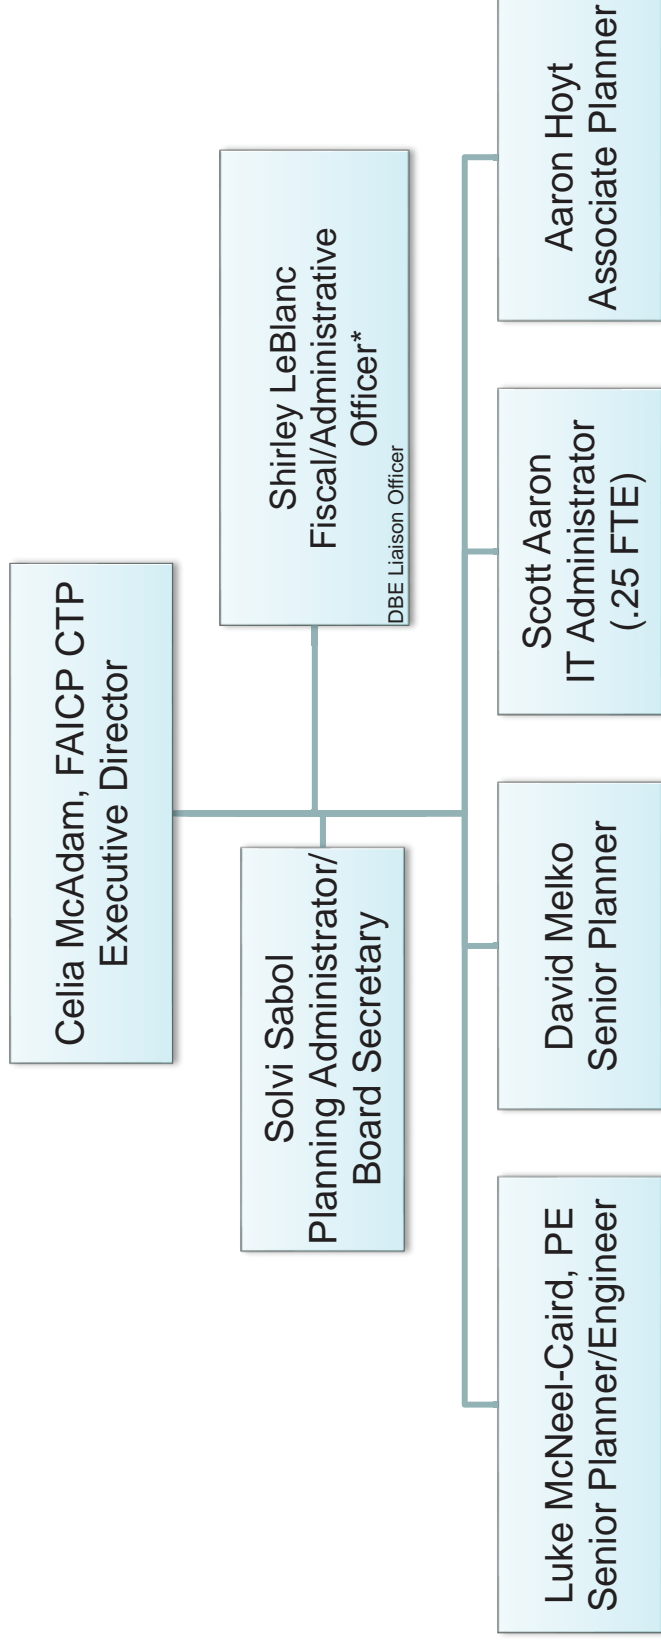 Celia McAdam, FAICP CTP
Executive Director
Solvi Sabol
Planning Administrator/
Board Secretary
Shirley LeBlanc
Fiscal/Administrative
Officer*
DBE Liaison Officer
Luke McNeel-Caird, PE
Senior Planner/Engineer
David Melko
Senior Planner
Scott Aaron
IT Administrator
(.25 FTE)
Aaron Hoyt
Associate Planner